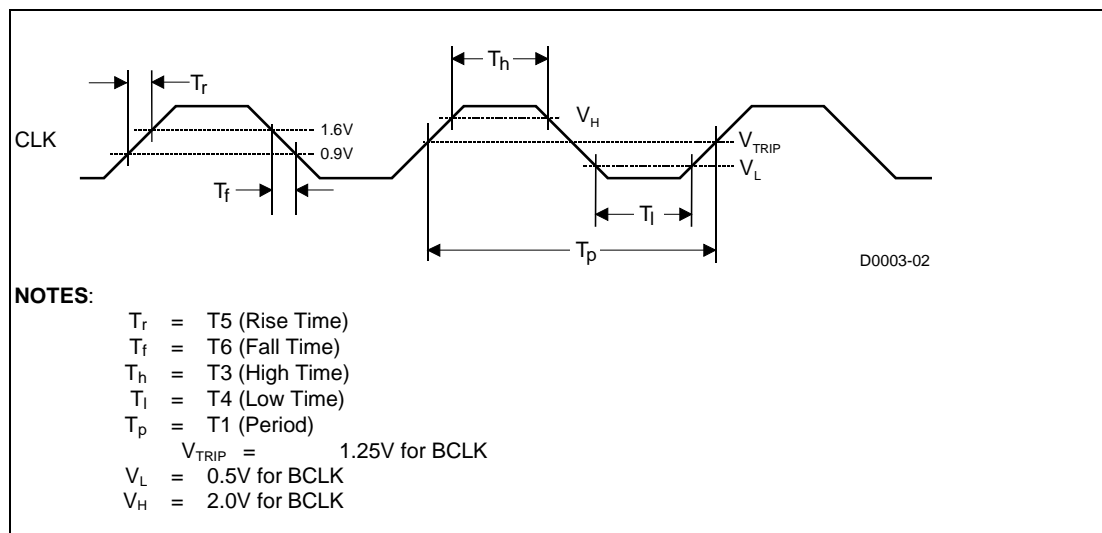 Tr
Th
CLK
1.6V
0.9V
VH
VTRIP
VL
Tf
Tl
Tp
D0003-02
NOTES:
Tr = T5 (Rise Time)
Tf = T6 (Fall Time)
Th = T3 (High Time)
Tl = T4 (Low Time)
Tp = T1 (Period)
VTRIP = 1.25V for BCLK
VL = 0.5V for BCLK
VH = 2.0V for BCLK